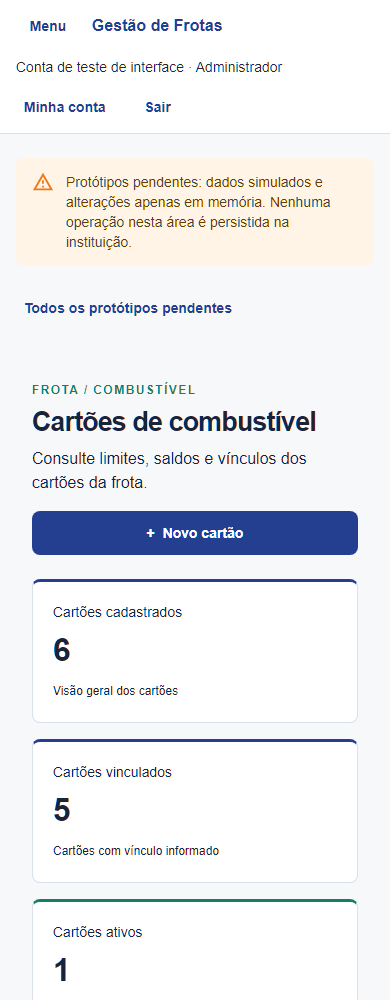 Menu Gestão de Frotas
Conta de teste de interface · Administrador
Minha conta Sair
Protótipos pendentes: dados simulados e
alterações apenas em memória. Nenhuma
operação nesta área é persistida na
instituição.
Todos os protótipos pendentes
FROTA / COMBUSTÍVEL
Cartões de combustível
Consulte limites, saldos e vínculos dos
cartões da frota.
+ Novo cartão
Cartões cadastrados
6
Visão geral dos cartões
Cartões vinculados
5
Cartões com vínculo informado
Cartões ativos
1